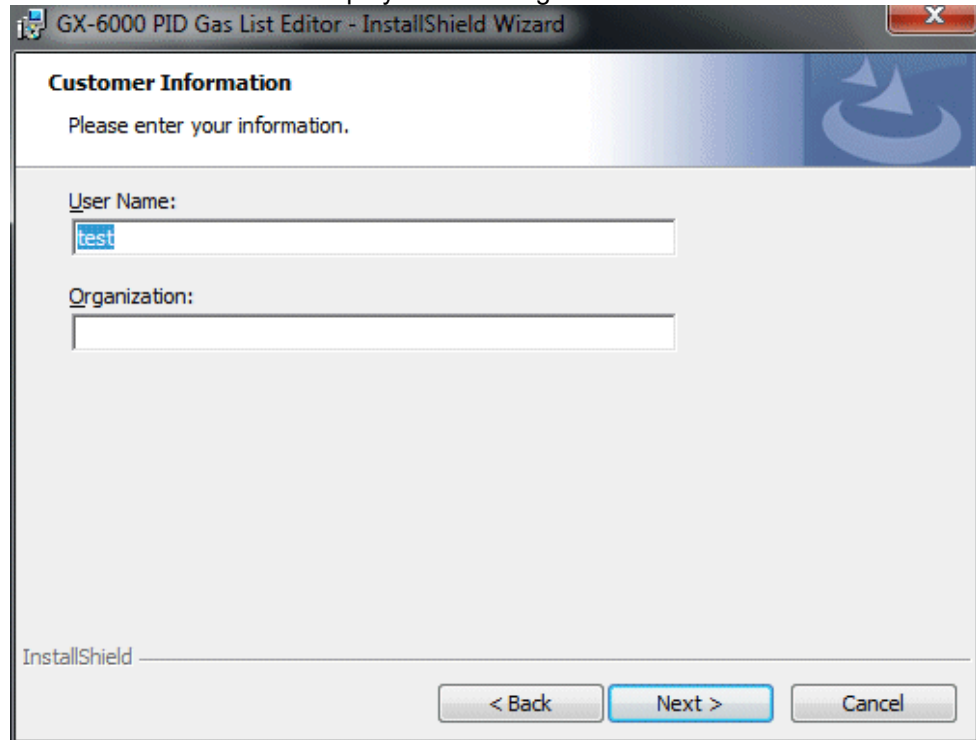 GX-6000 PID Gas List Editor - InstallShield Wizard
Customer Information
Please enter your information.
User Name:
test
Organization:
InstallShield
< Back Next > Cancel